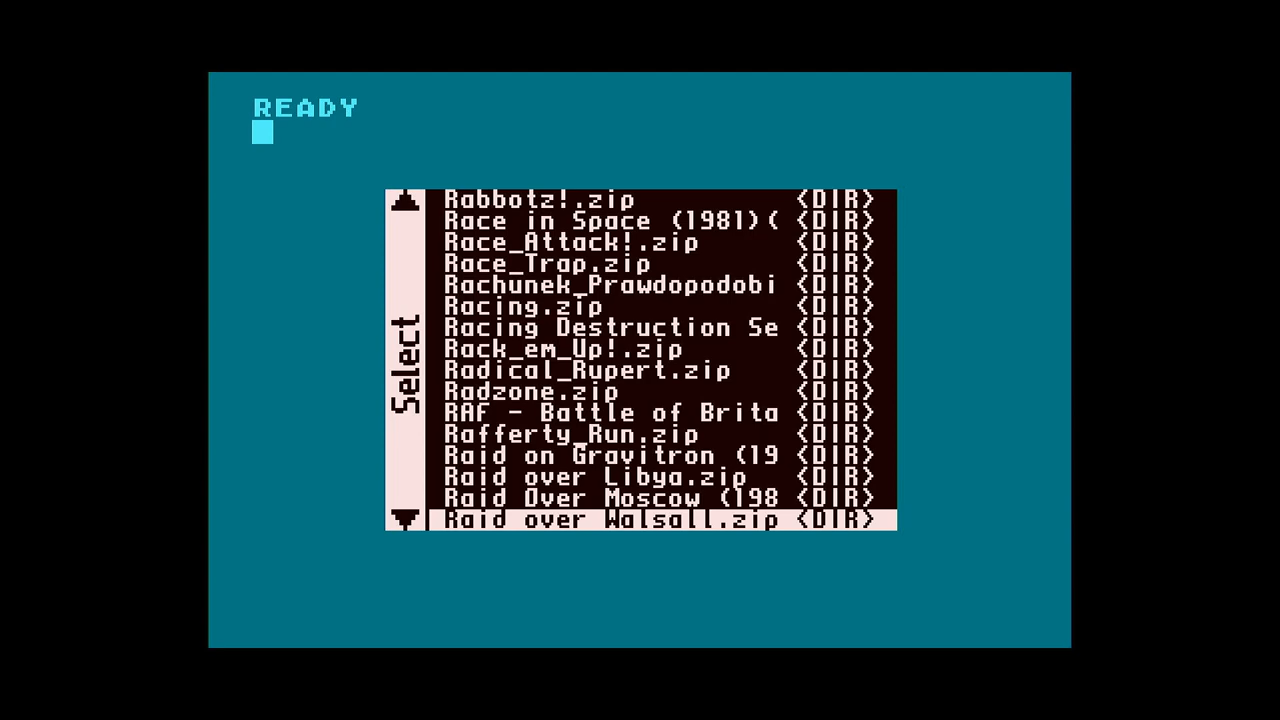 READY
Rabbotz!.zip <DIR>
Race in Space (1981)( <DIR>
Race_Attack!.zip <DIR>
Race_Trap.zip <DIR>
Rachunek_Prawdopodobi <DIR>
Racing.zip <DIR>
Racing Destruction Se <DIR>
Rack_em_Up!.zip <DIR>
Radical_Rupert.zip <DIR>
Radzone.zip <DIR>
RAF - Battle of Brita <DIR>
Rafferty_Run.zip <DIR>
Raid on Gravitron (19 <DIR>
Raid over Libya.zip <DIR>
Raid Over Moscow (198 <DIR>
Raid over Walsall.zip <DIR>
Select